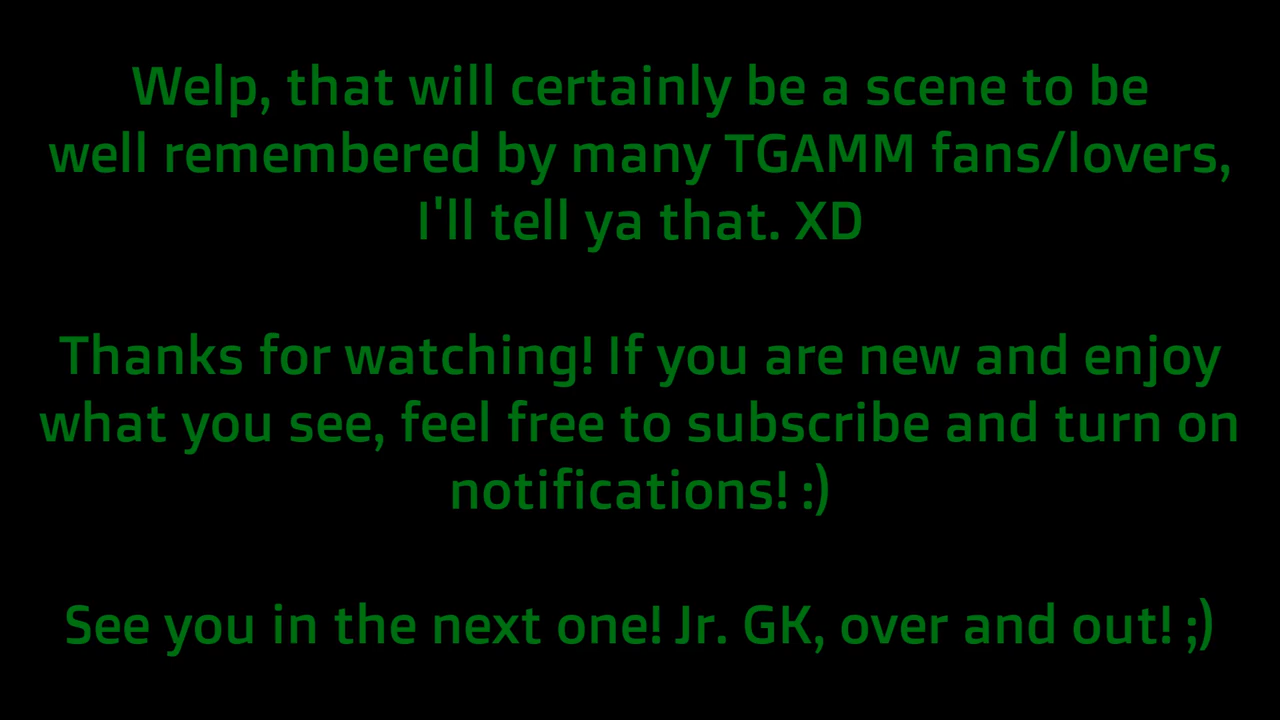 Welp, that will certainly be a scene to be
well remembered by many TGAMM fans/lovers,
I'll tell ya that. XD
Thanks for watching! If you are new and enjoy
what you see, feel free to subscribe and turn on
notifications! :)
See you in the next one! Jr. GK, over and out! ;)